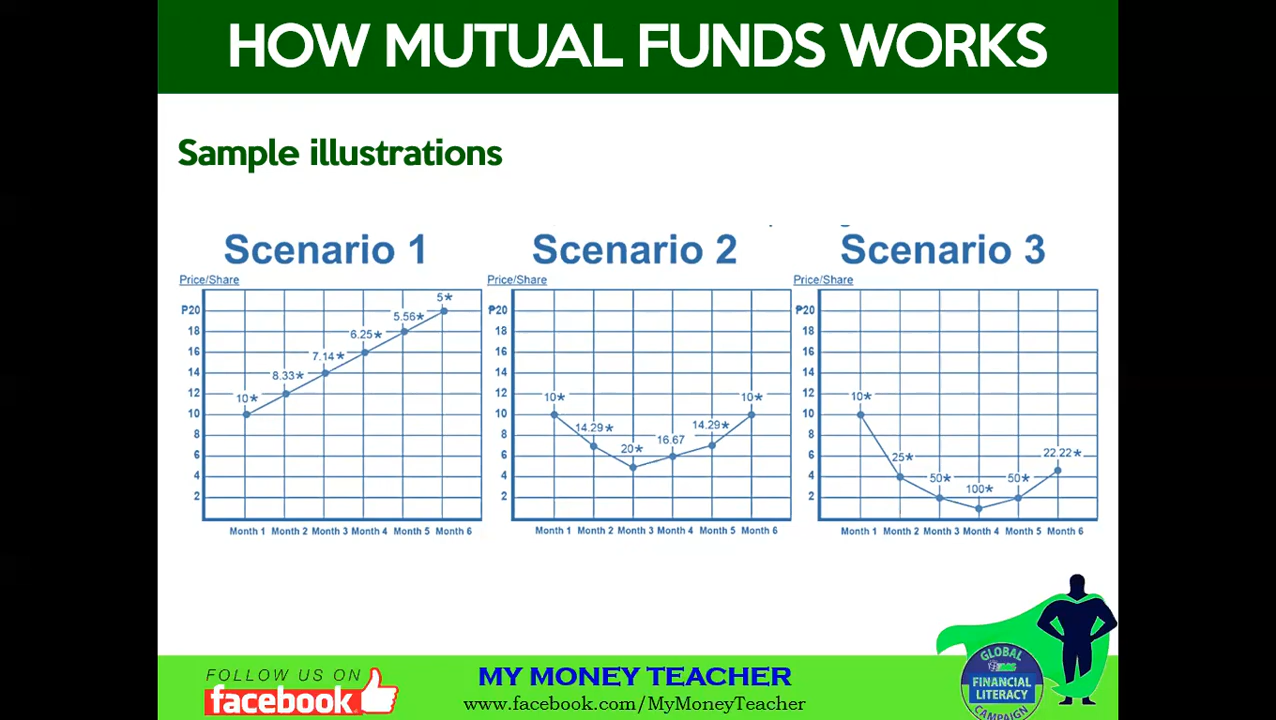 HOW MUTUAL FUNDS WORKS
Sample illustrations
Scenario 1
Price/Share
₱20
18
16
14
12
10
8
6
4
2
10*
8.33*
7.14*
6.25*
5.56*
5*
Month 1 Month 2 Month 3 Month 4 Month 5 Month 6
Scenario 2
Price/Share
₱20
18
16
14
12
10
8
6
4
2
10*
14.29*
20*
16.67
14.29*
10*
Month 1 Month 2 Month 3 Month 4 Month 5 Month 6
Scenario 3
Price/Share
₱20
18
16
14
12
10
8
6
4
2
10*
25*
50*
100*
50*
22 22*
Month 1 Month 2 Month 3 Month 4 Month 5 Month 6
FOLLOW US ON
facebook
MY MONEY TEACHER
www.facebook.com/MyMoneyTeacher
GLOBAL
FINANCIAL
LITERACY
CAMPAIGN